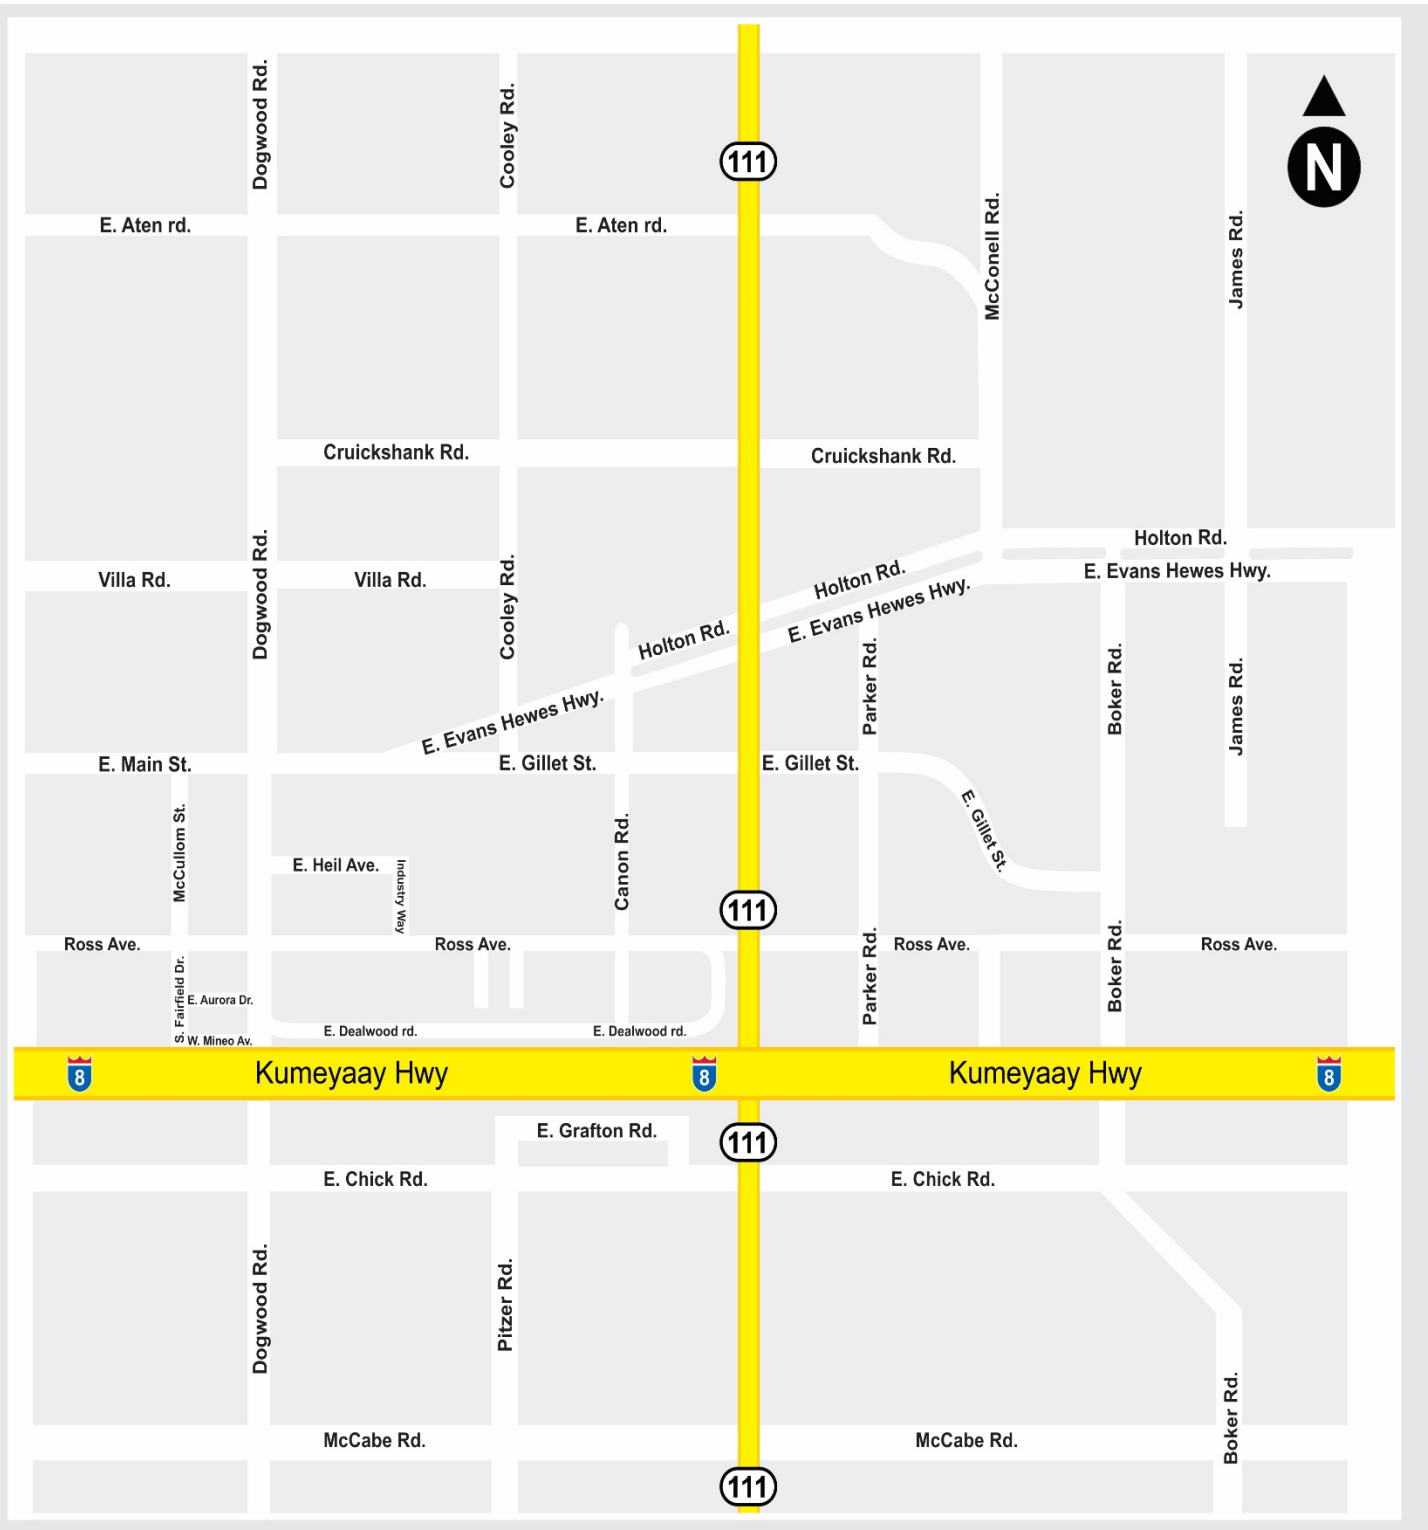 Dogwood Rd.
Cooley Rd.
111
N
McConell Rd.
James Rd.
E. Aten rd.
E. Aten rd.
Cruickshank Rd.
Cruickshank Rd.
Dogwood Rd.
Cooley Rd.
Holton Rd.
Villa Rd.
Villa Rd.
Holton Rd.
E. Evans Hewes Hwy.
Holton Rd.
E. Evans Hewes Hwy.
E. Evans Hewes Hwy.
Parker Rd.
Boker Rd.
James Rd.
E. Main St.
E. Gillet St.
E. Gillet St.
E. Gillet St.
McCullom St.
E. Heil Ave.
Industry Way
Canon Rd.
111
Ross Ave.
Ross Ave.
Ross Ave.
Ross Ave.
Parker Rd.
Boker Rd.
S. Fairfield Dr.
E. Aurora Dr.
W. Mineo Av.
E. Dealwood rd.
E. Dealwood rd.
8
Kumeyaay Hwy
8
Kumeyaay Hwy
8
E. Grafton Rd.
111
E. Chick Rd.
E. Chick Rd.
Dogwood Rd.
Pitzer Rd.
Boker Rd.
McCabe Rd.
McCabe Rd.
111